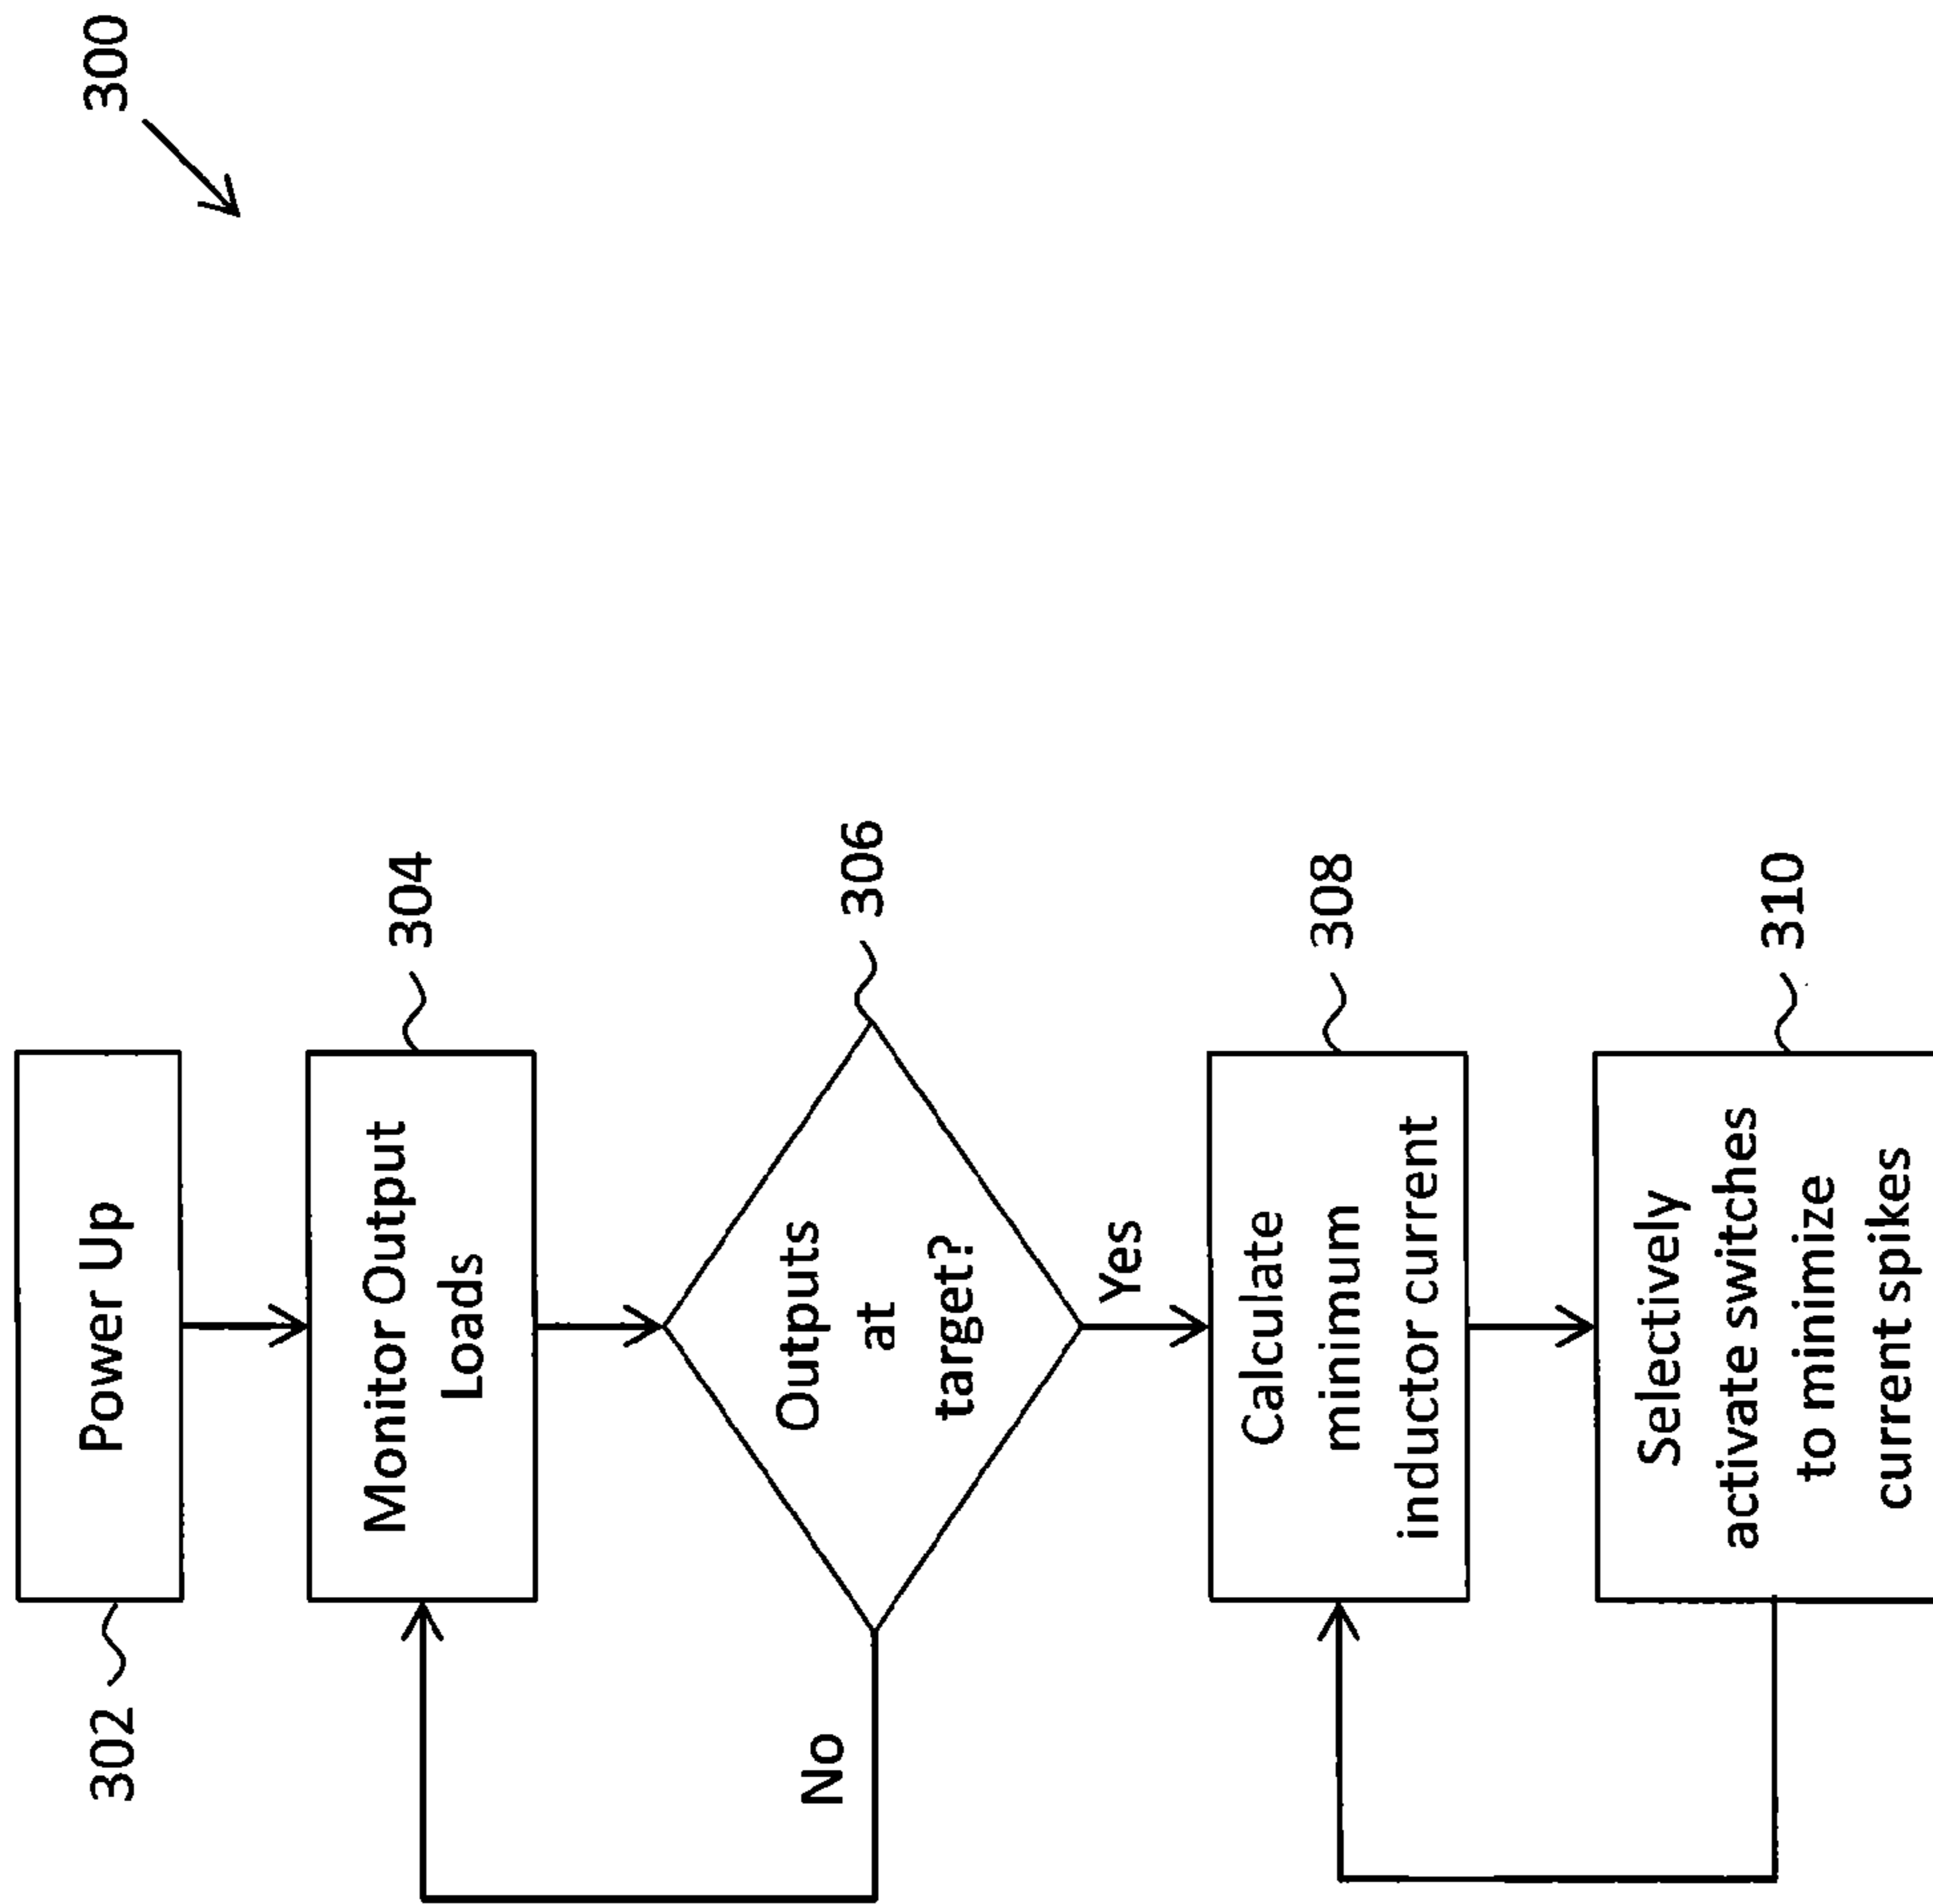 300
302
Power Up
Monitor Output
Loads
304
Outputs
at
target?
306
No
Yes
Calculate
minimum
inductor current
308
Selectively
activate switches
to minimize
current spikes
310